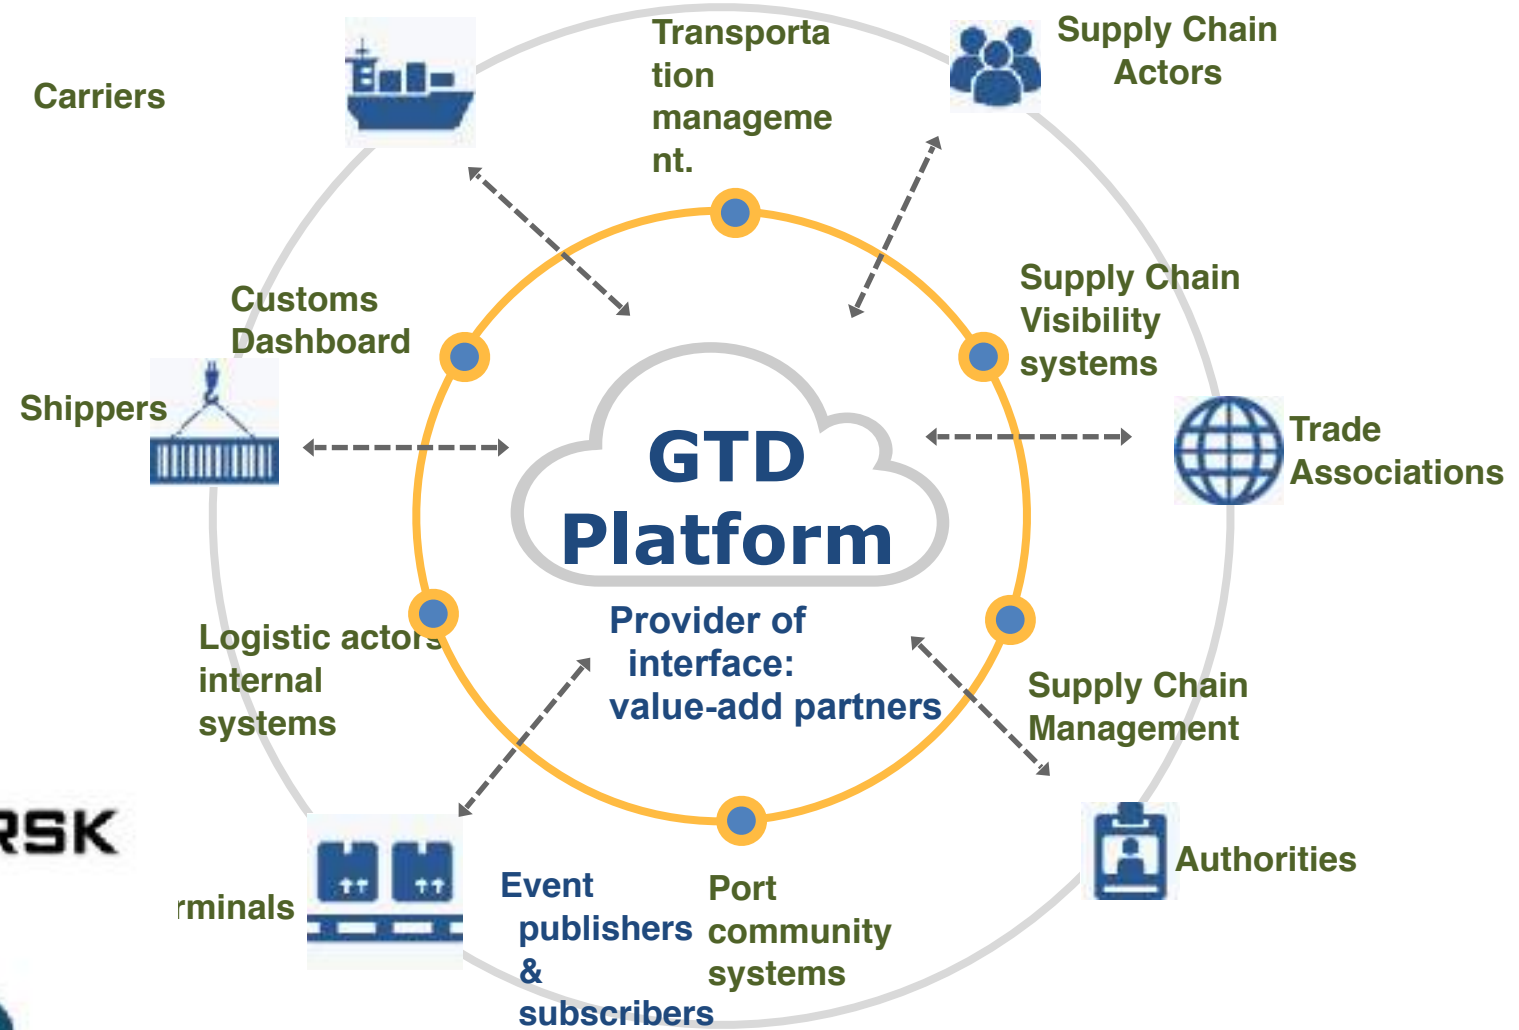 Transporta
tion
manageme
nt.
Supply Chain
Actors
Carriers
Customs
Dashboard
Supply Chain
Visibility
systems
Shippers
GTD
Platform
Trade
Associations
Provider of
interface:
value-add partners
Logistic actors
internal
systems
Supply Chain
Management
RSK
rminals
Event
publishers
&
subscribers
Port
community
systems
Authorities